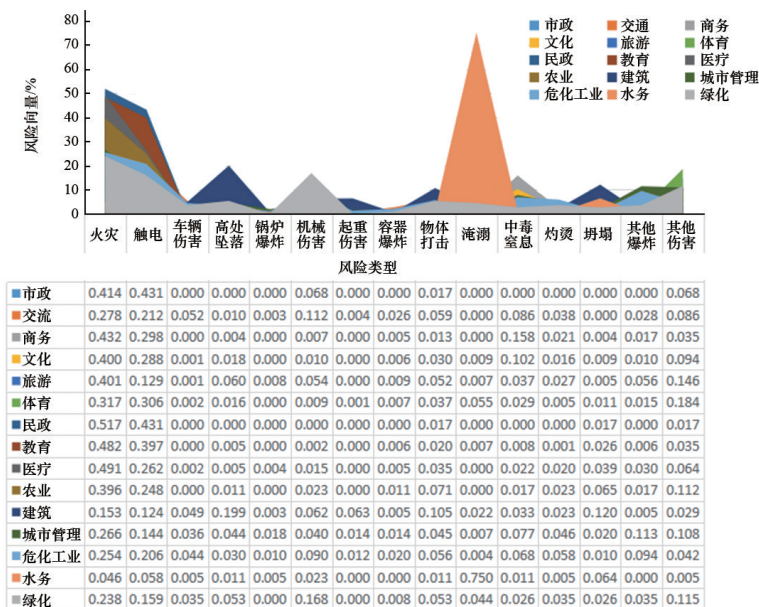 80
70
60
50
40
30
20
10
0
风险向量/%
市政 交通 商务
文化 旅游 体育
民政 教育 医疗
农业 建筑 城市管理
危化工业 水务 绿化
火灾 触电 车辆伤害 高处坠落 锅炉爆炸 机械伤害 起重伤害 容器爆炸 物体打击 淹溺 中毒窒息 灼烫 坍塌 其他爆炸 其他伤害
风险类型
市政 0.414 0.431 0.000 0.000 0.000 0.068 0.000 0.000 0.017 0.000 0.000 0.000 0.000 0.000 0.068
交流 0.278 0.212 0.052 0.010 0.003 0.112 0.004 0.026 0.059 0.000 0.086 0.038 0.000 0.028 0.086
商务 0.432 0.298 0.000 0.004 0.000 0.007 0.000 0.005 0.013 0.000 0.158 0.021 0.004 0.017 0.035
文化 0.400 0.288 0.001 0.018 0.000 0.010 0.000 0.006 0.030 0.009 0.102 0.016 0.009 0.010 0.094
旅游 0.401 0.129 0.001 0.060 0.008 0.054 0.000 0.009 0.052 0.007 0.037 0.027 0.005 0.056 0.146
体育 0.317 0.306 0.002 0.016 0.000 0.009 0.001 0.007 0.037 0.055 0.029 0.005 0.011 0.015 0.184
民政 0.517 0.431 0.000 0.000 0.000 0.000 0.000 0.000 0.017 0.000 0.000 0.000 0.017 0.000 0.017
教育 0.482 0.397 0.000 0.005 0.000 0.002 0.000 0.006 0.020 0.007 0.008 0.001 0.026 0.006 0.035
医疗 0.491 0.262 0.002 0.005 0.004 0.015 0.000 0.005 0.035 0.000 0.022 0.020 0.039 0.030 0.064
农业 0.396 0.248 0.000 0.011 0.000 0.023 0.000 0.011 0.071 0.000 0.017 0.023 0.065 0.017 0.112
建筑 0.153 0.124 0.049 0.199 0.003 0.062 0.063 0.005 0.105 0.022 0.033 0.023 0.120 0.005 0.029
城市管理 0.266 0.144 0.036 0.044 0.018 0.040 0.014 0.014 0.045 0.007 0.077 0.046 0.020 0.113 0.108
危化工业 0.254 0.206 0.044 0.030 0.010 0.090 0.012 0.020 0.056 0.004 0.068 0.058 0.010 0.094 0.042
水务 0.046 0.058 0.005 0.011 0.005 0.023 0.000 0.000 0.011 0.750 0.011 0.005 0.064 0.000 0.005
绿化 0.238 0.159 0.035 0.053 0.000 0.168 0.000 0.008 0.053 0.044 0.026 0.035 0.026 0.035 0.115